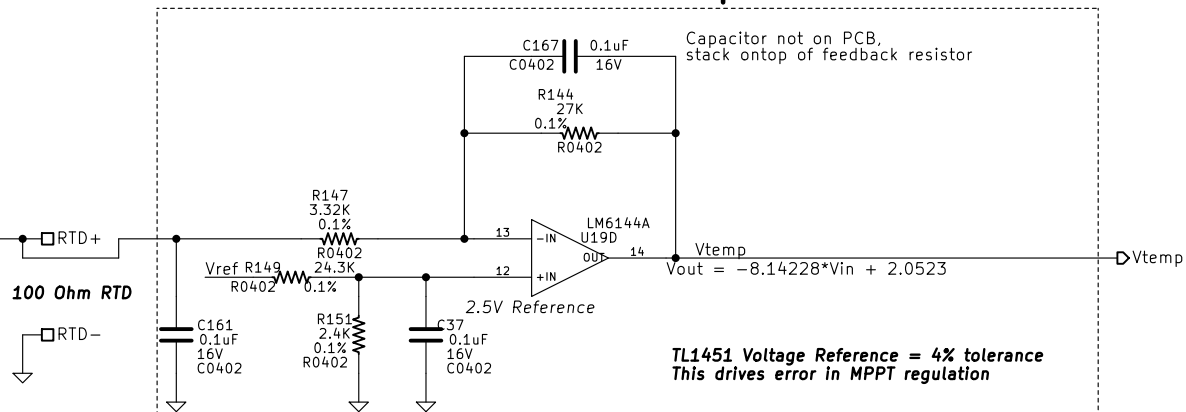 Capacitor not on PCB,
stack ontop of feedback resistor
C167 0.1uF
C0402 16V
R144
27K
0.1%
R0402
R147
3.32K
0.1%
R0402
LM6144A
U19D
13 -IN
OUT 14
12 +IN
RTD+
Vtemp
Vout = -8.14228*Vin + 2.0523
Vtemp
Vref R149 24.3K
R0402 0.1%
2.5V Reference
100 Ohm RTD
RTD-
C161
0.1uF
16V
C0402
R151
2.4K
0.1%
R0402
C37
0.1uF
16V
C0402
TL1451 Voltage Reference = 4% tolerance
This drives error in MPPT regulation